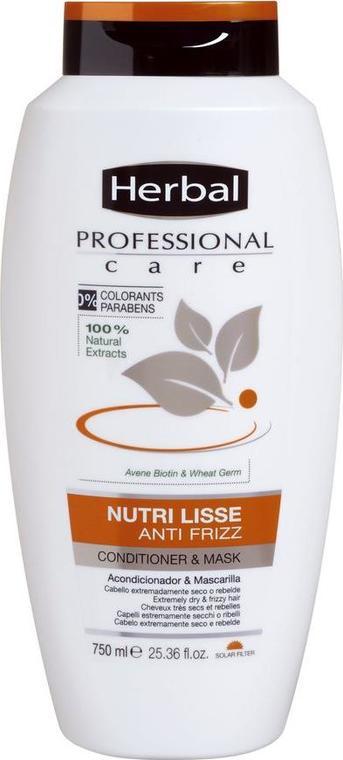 Herbal
PROFESSIONAL
care
0% COLORANTS
PARABENS
100%
Natural
Extracts
Avene Biotin & Wheat Germ
NUTRI LISSE
ANTI FRIZZ
CONDITIONER & MASK
Acondicionador & Mascarilla
Cabello extremadamente seco o rebelde
Extremely dry & frizzy hair
Cheveux très secs et rebelles
Capelli estremamente secchi o ribelli
Cabelo extremamente seco e rebelde
750 ml e 25.36 fl.oz.
SOLAR FILTER